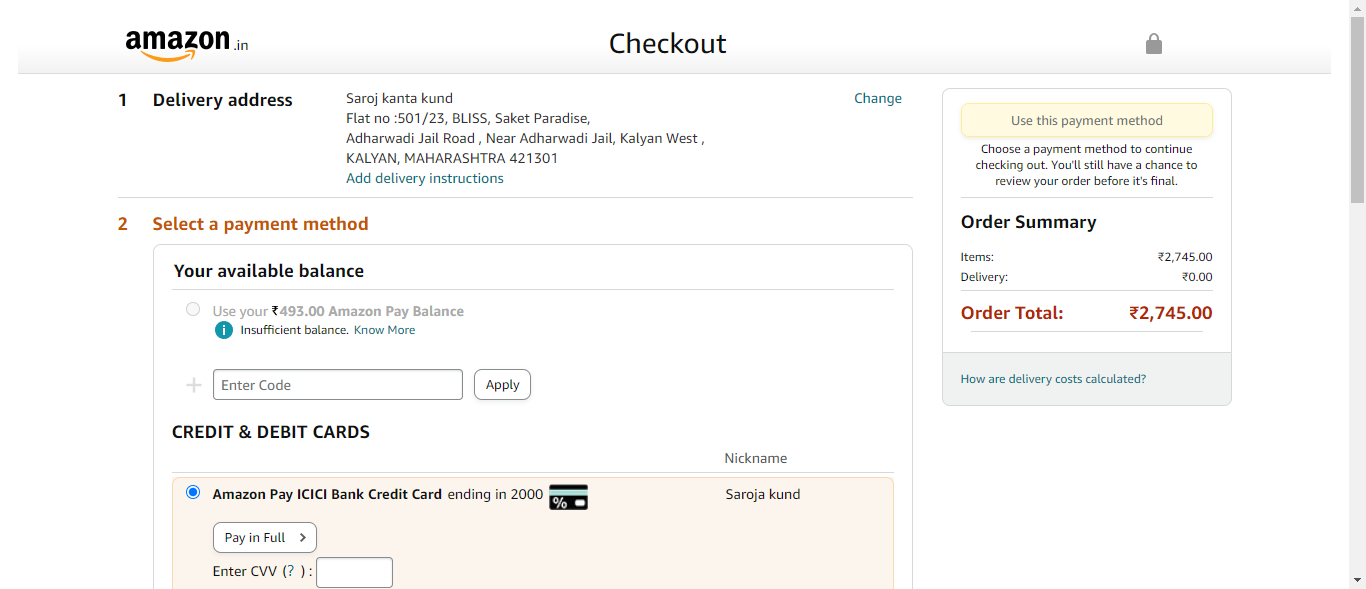 amazon.in
Checkout
1 Delivery address
Saroj kanta kund
Change
Flat no :501/23, BLISS, Saket Paradise,
Adharwadi Jail Road , Near Adharwadi Jail, Kalyan West ,
KALYAN, MAHARASHTRA 421301
Add delivery instructions
2 Select a payment method
Your available balance
Use your ₹493.00 Amazon Pay Balance
i Insufficient balance. Know More
+ Enter Code Apply
CREDIT & DEBIT CARDS
Nickname
Amazon Pay ICICI Bank Credit Card ending in 2000 % Saroja kund
Pay in Full >
Enter CVV (? ) :
Use this payment method
Choose a payment method to continue
checking out. You'll still have a chance to
review your order before it's final.
Order Summary
Items: ₹2,745.00
Delivery: ₹0.00
Order Total: ₹2,745.00
How are delivery costs calculated?